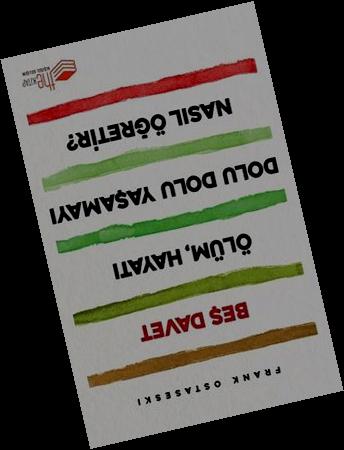 FRANK OSTASESKI
BEŞ DAVET
ÖLÜM, HAYATI
DOLU DOLU YAŞAMAYI
NASIL ÖĞRETİR?